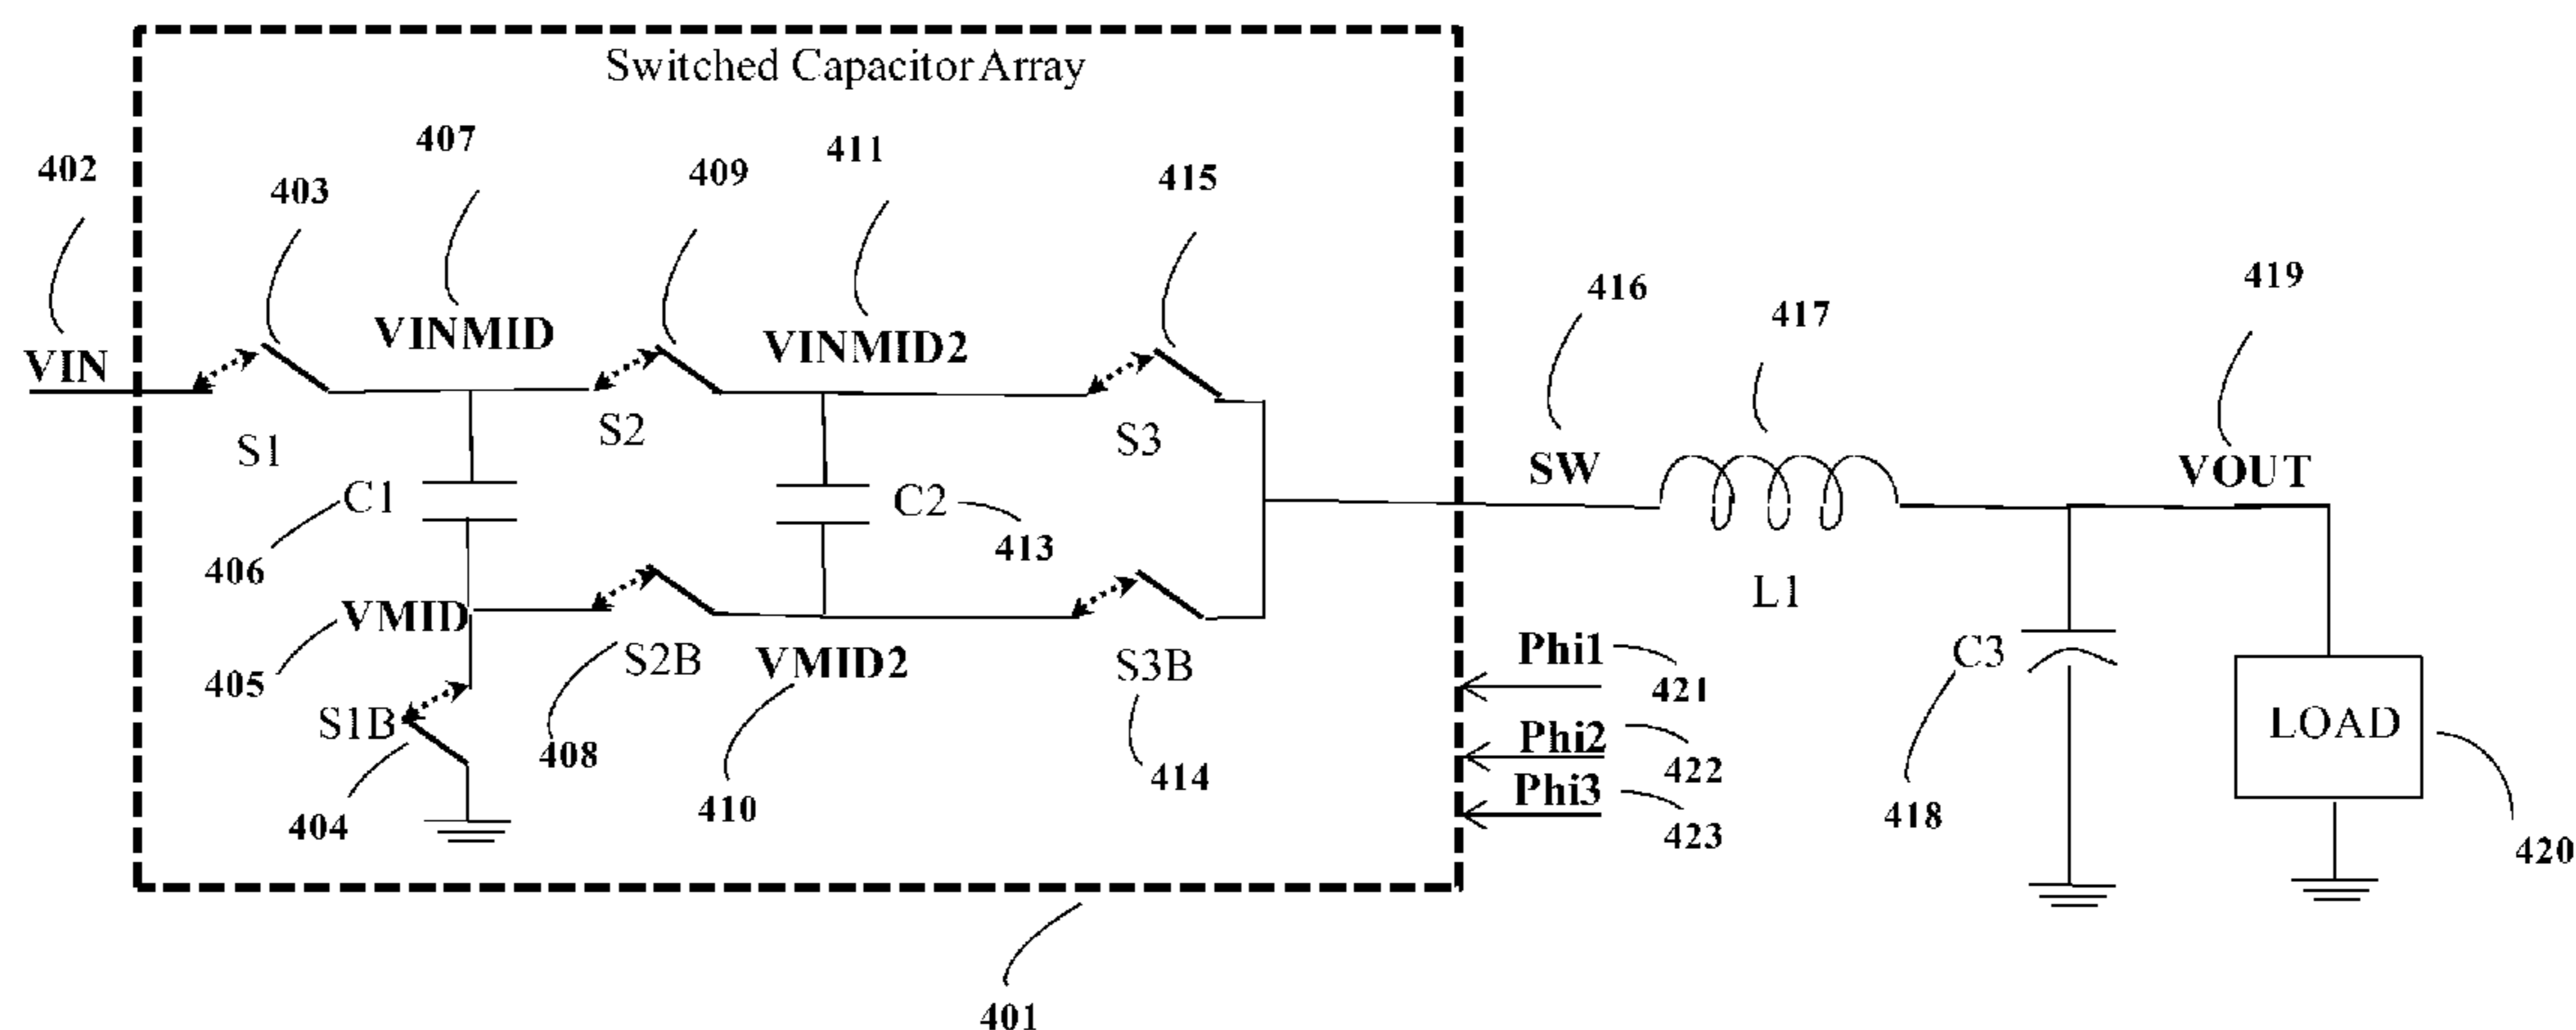 Switched Capacitor Array
402
403
407
409
411
415
416
417
419
VIN
VINMID
VINMID2
SW
VOUT
S1
S2
S3
C1
C2
L1
406
413
405
VMID
S2B
VMID2
S3B
S1B
404
408
410
414
Phi1
421
Phi2
422
Phi3
423
C3
418
LOAD
420
401